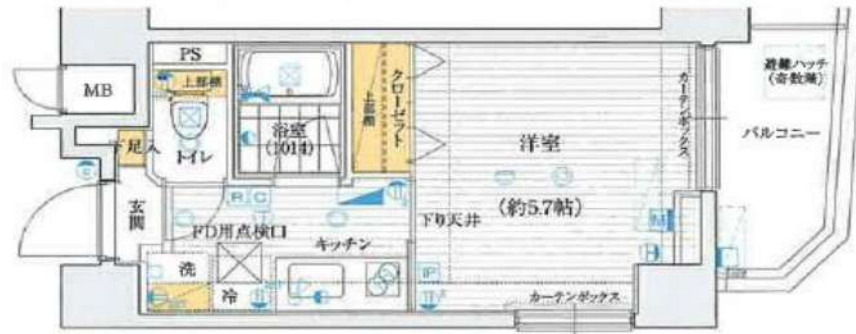 PS
MB
上部棚
下足入
トイレ
浴室
(1014)
クローゼット
上部棚
洋室
(約5.7帖)
カーテンボックス
避難ハッチ
(奇数階)
バルコニー
玄関
R C
FD用点検口
キッチン
下り天井
洗
冷
IP
M
カーテンボックス